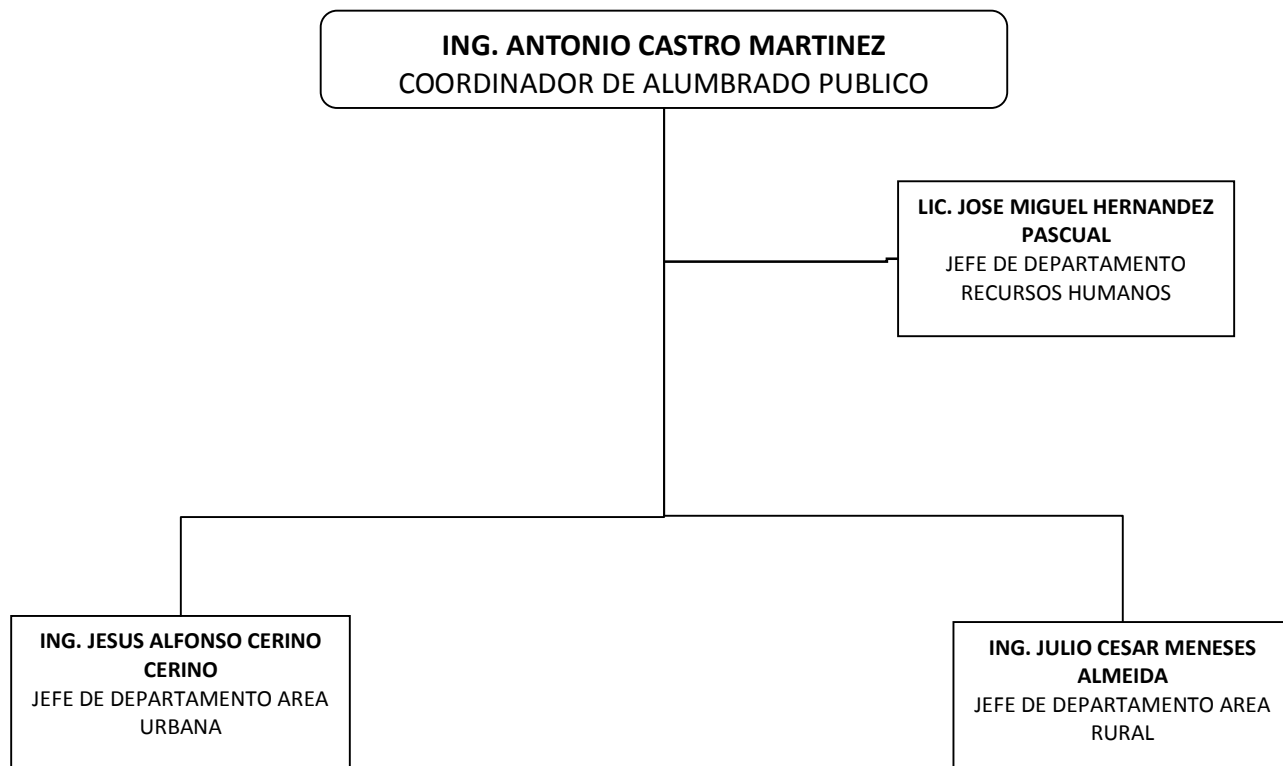 ING. ANTONIO CASTRO MARTINEZ
COORDINADOR DE ALUMBRADO PUBLICO
LIC. JOSE MIGUEL HERNANDEZ
PASCUAL
JEFE DE DEPARTAMENTO
RECURSOS HUMANOS
ING. JESUS ALFONSO CERINO
CERINO
JEFE DE DEPARTAMENTO AREA
URBANA
ING. JULIO CESAR MENESES
ALMEIDA
JEFE DE DEPARTAMENTO AREA
RURAL